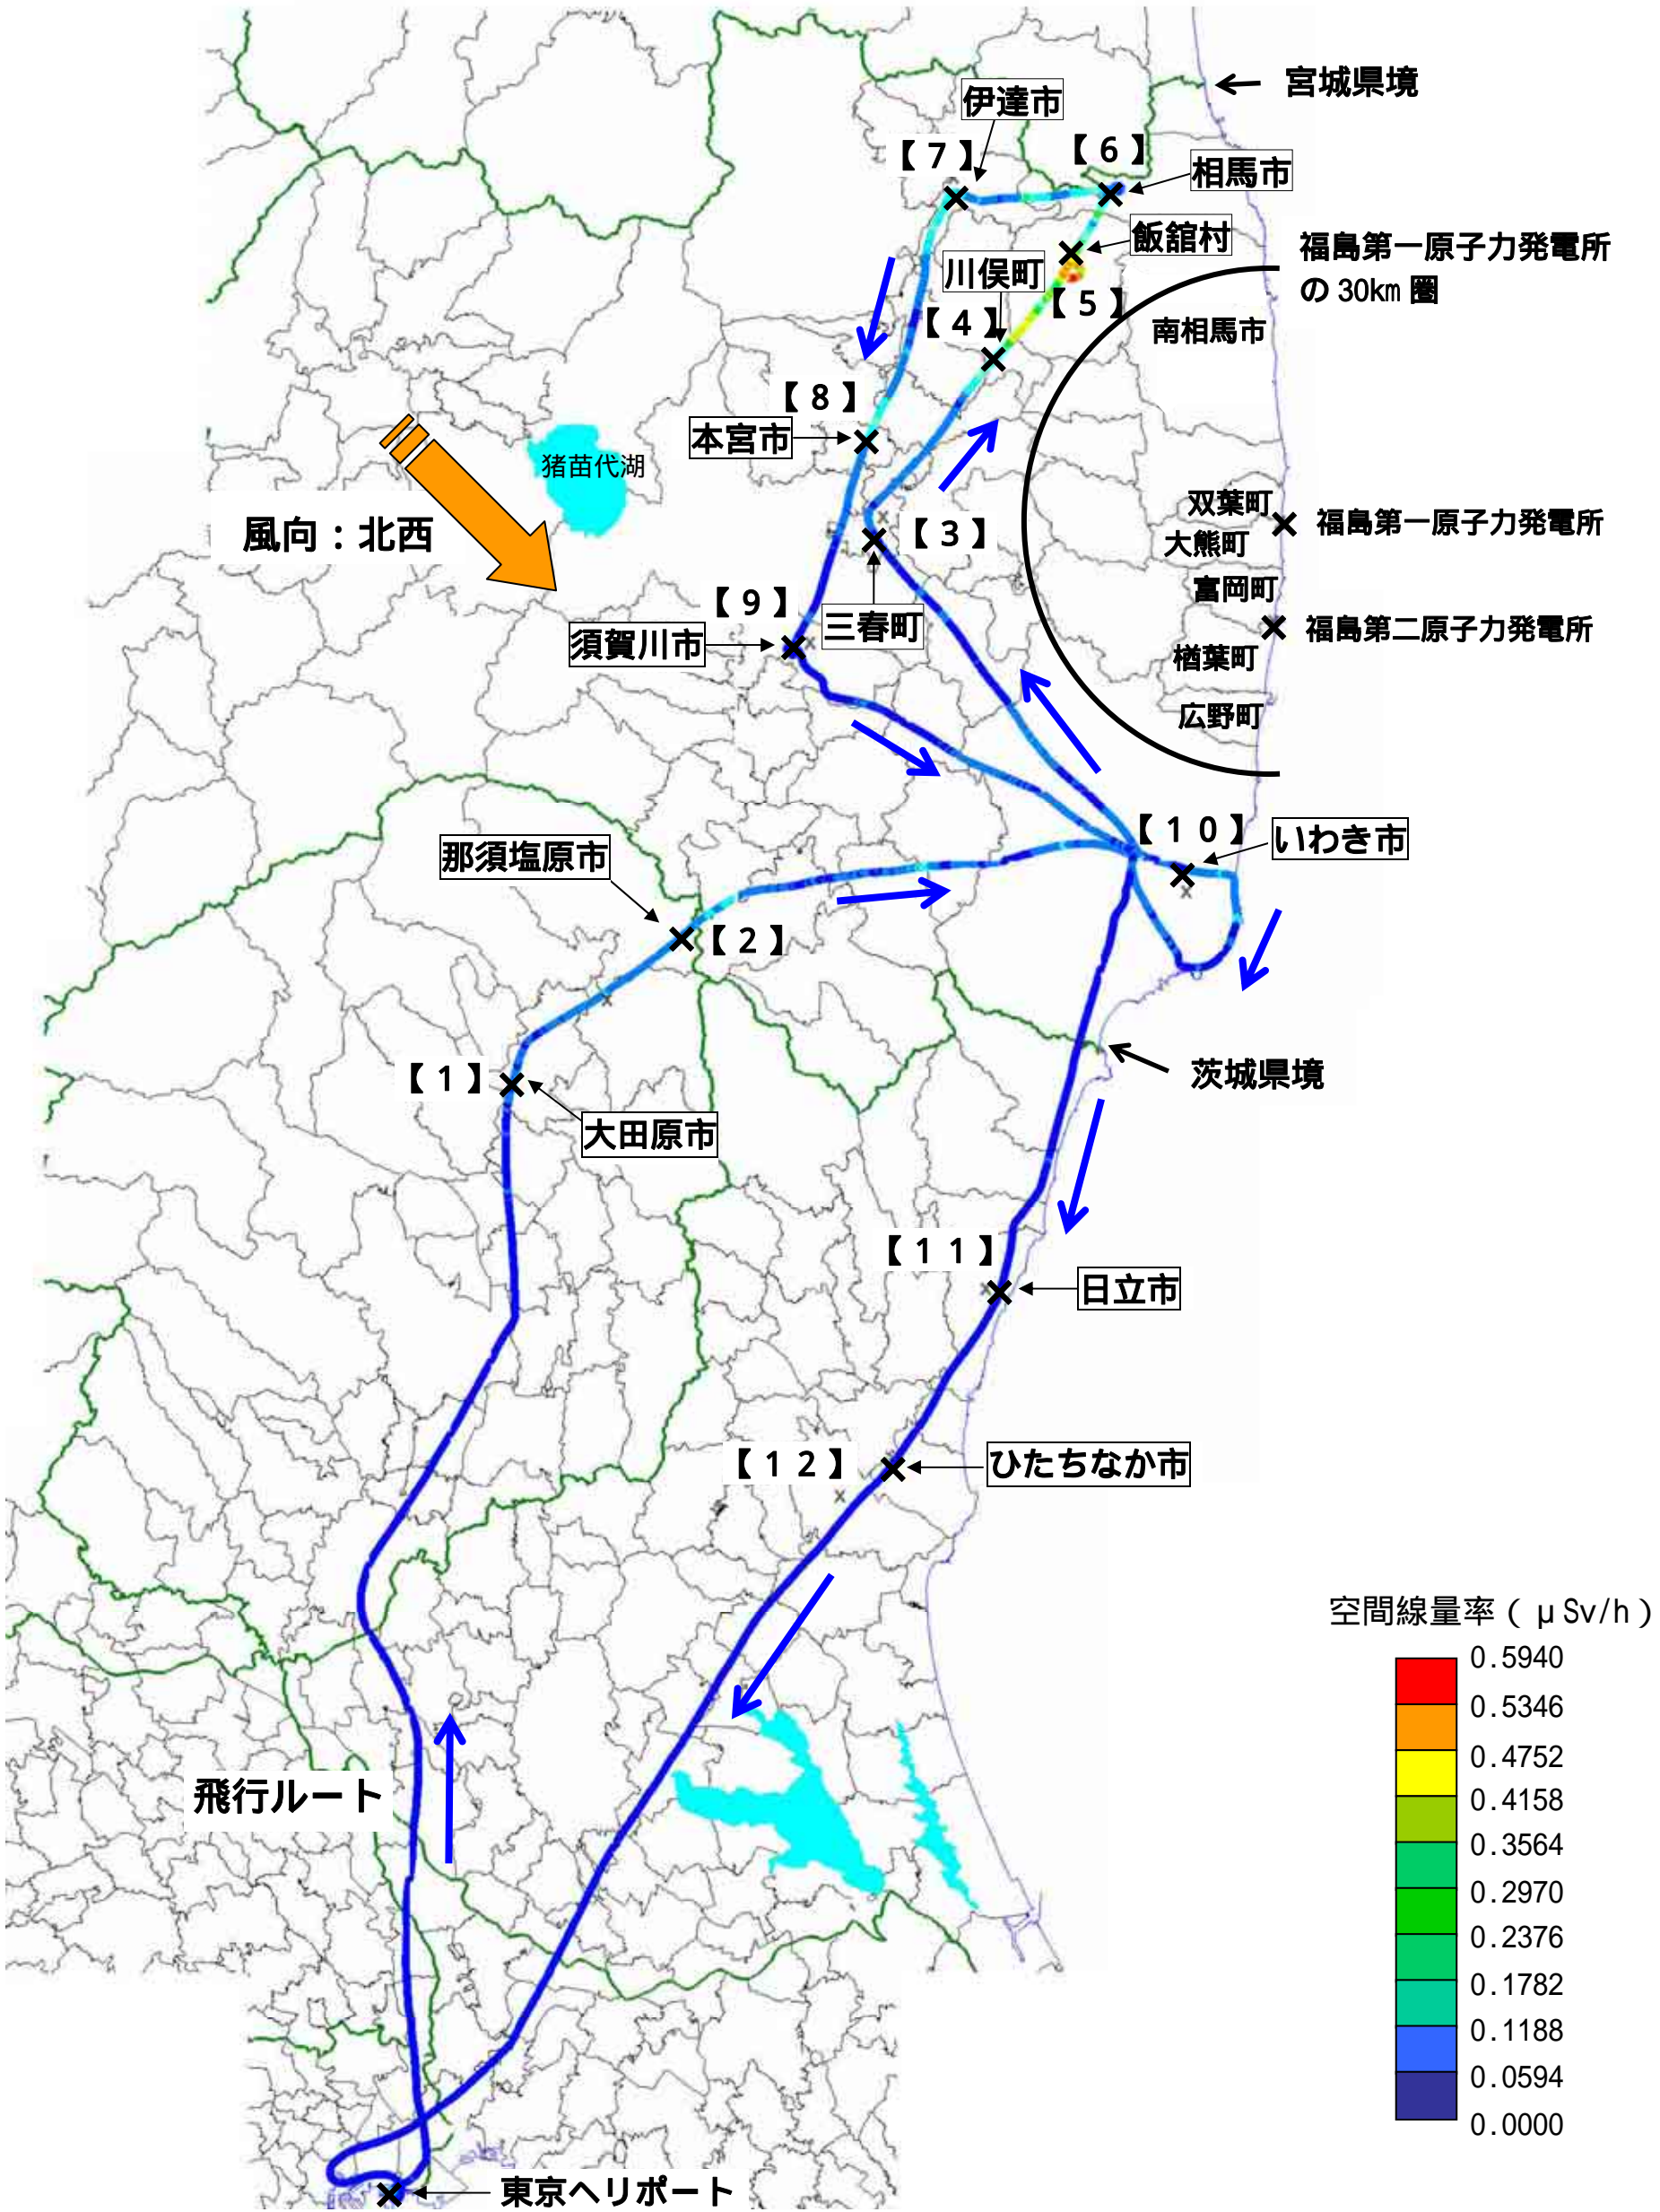 宮城県境
伊達市
【7】
【6】
相馬市
飯舘村
福島第一原子力発電所
の30km圏
川俣町
【5】
【4】
南相馬市
【8】
本宮市
猪苗代湖
双葉町
福島第一原子力発電所
風向：北西
【3】
大熊町
富岡町
【9】
三春町
福島第二原子力発電所
須賀川市
楢葉町
広野町
【10】
いわき市
那須塩原市
【2】
【1】
茨城県境
大田原市
【11】
日立市
【12】
ひたちなか市
空間線量率（μSv/h）
0.5940
0.5346
0.4752
0.4158
0.3564
0.2970
0.2376
0.1782
0.1188
0.0594
0.0000
飛行ルート
東京ヘリポート